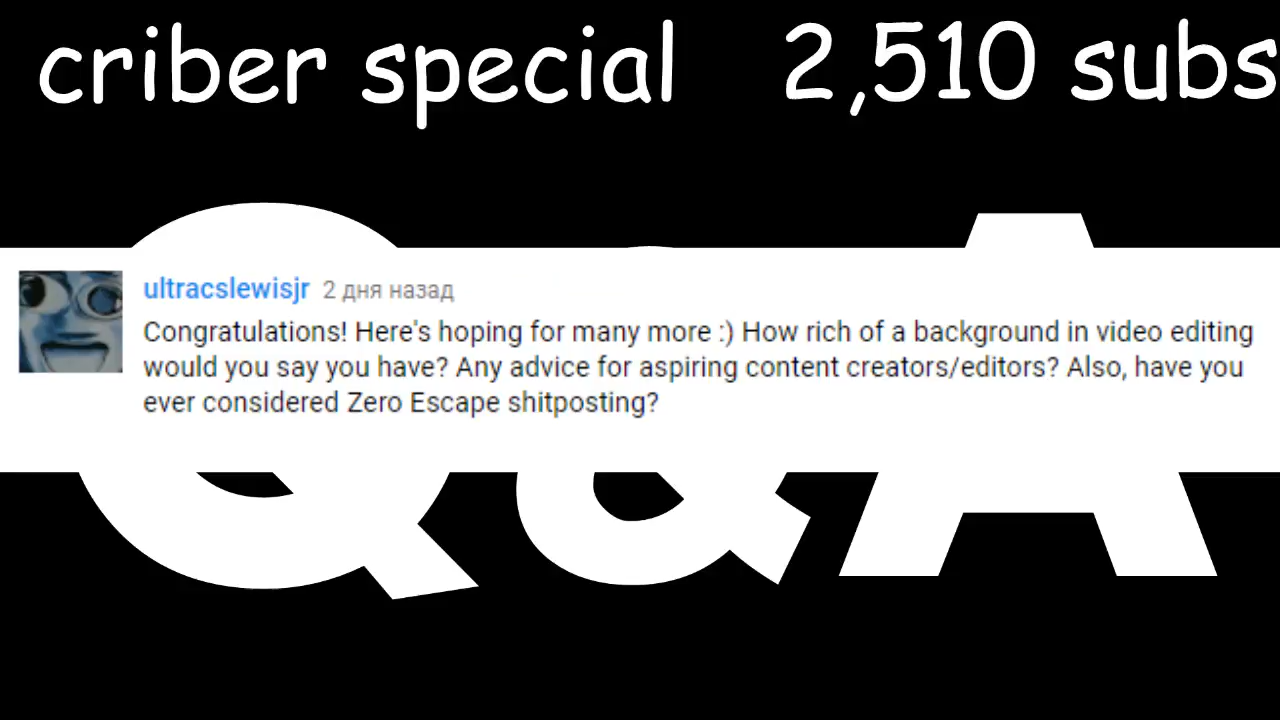 criber special 2,510 subs
Q&A
ultracslewisjr 2 дня назад
Congratulations! Here's hoping for many more :) How rich of a background in video editing
would you say you have? Any advice for aspiring content creators/editors? Also, have you
ever considered Zero Escape shitposting?